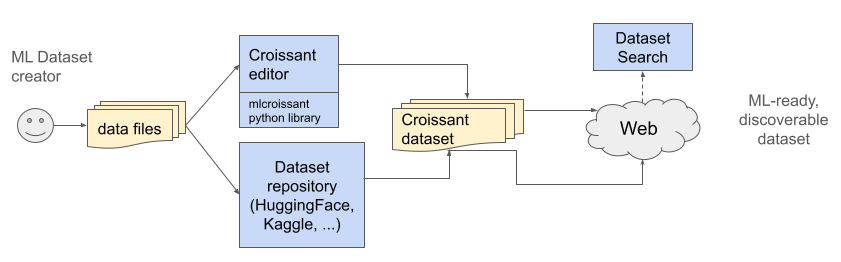 ML Dataset
creator
data files
Croissant
editor
mlcroissant
python library
Dataset
repository
(HuggingFace,
Kaggle, ...)
Croissant
dataset
Dataset
Search
Web
ML-ready,
discoverable
dataset